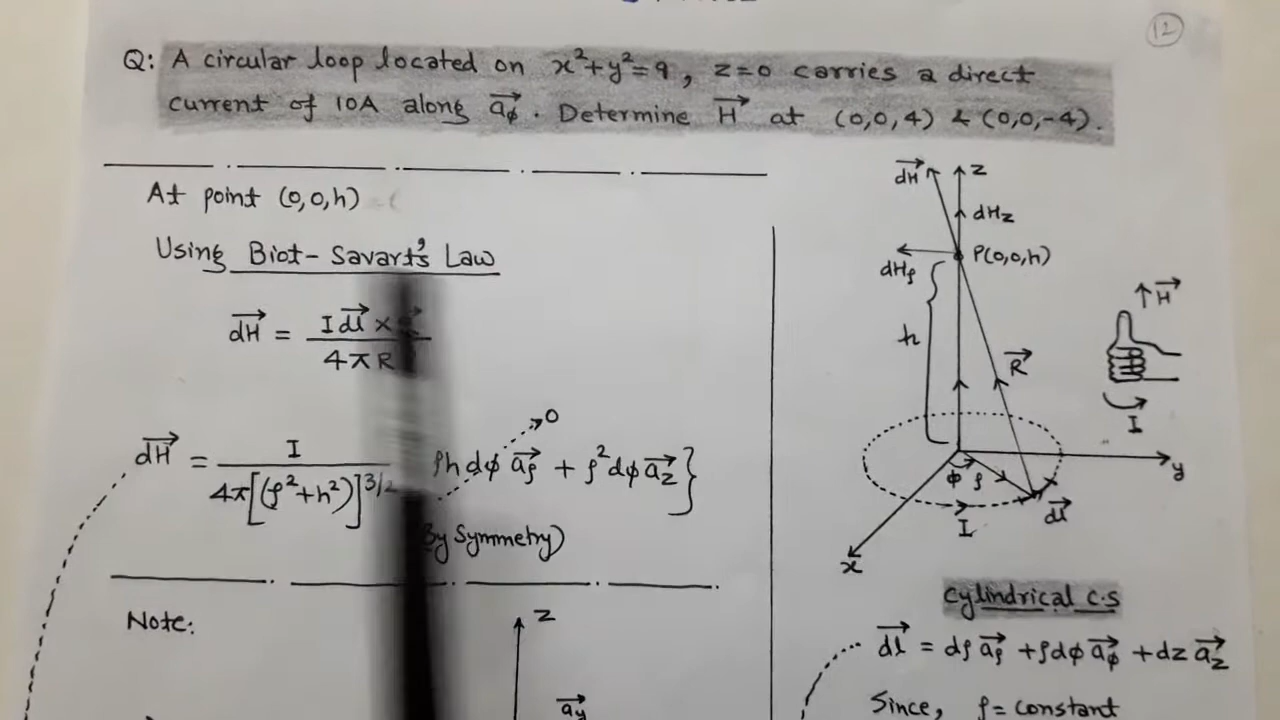 12
Q: A circular loop located on x²+y²=9, z=0 carries a direct
current of 10A along a⃗ϕ. Determine H⃗ at (0,0,4) & (0,0,-4).
At point (0,0,h)
Using Biot-Savart's Law
dH⃗ = I dl⃗ × / 4πR
dH⃗ = I / 4π[(ρ²+h²)]^3/2 ρh dϕ a⃗ρ + ρ² dϕ a⃗z}
→0
By Symmetry)
Note:
z
a⃗y
dH⃗
z
dHz
dHρ
P(0,0,h)
h
R⃗
↑H⃗
I
ϕ ρ
y
I
dl⃗
x
Cylindrical C.S
dl⃗ = dρ a⃗ρ + ρdϕ a⃗ϕ + dz a⃗z
Since, ρ = constant